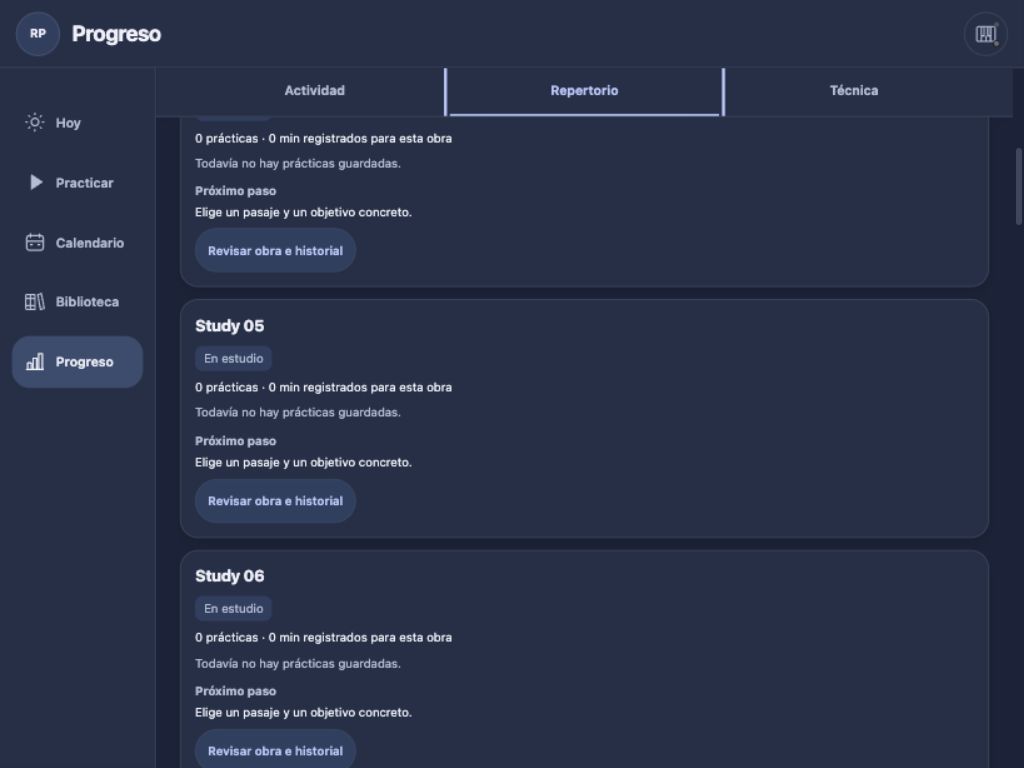 RP
Progreso
Hoy
Practicar
Calendario
Biblioteca
Progreso
Actividad
Repertorio
Técnica
0 prácticas · 0 min registrados para esta obra
Todavía no hay prácticas guardadas.
Próximo paso
Elige un pasaje y un objetivo concreto.
Revisar obra e historial
Study 05
En estudio
0 prácticas · 0 min registrados para esta obra
Todavía no hay prácticas guardadas.
Próximo paso
Elige un pasaje y un objetivo concreto.
Revisar obra e historial
Study 06
En estudio
0 prácticas · 0 min registrados para esta obra
Todavía no hay prácticas guardadas.
Próximo paso
Elige un pasaje y un objetivo concreto.
Revisar obra e historial